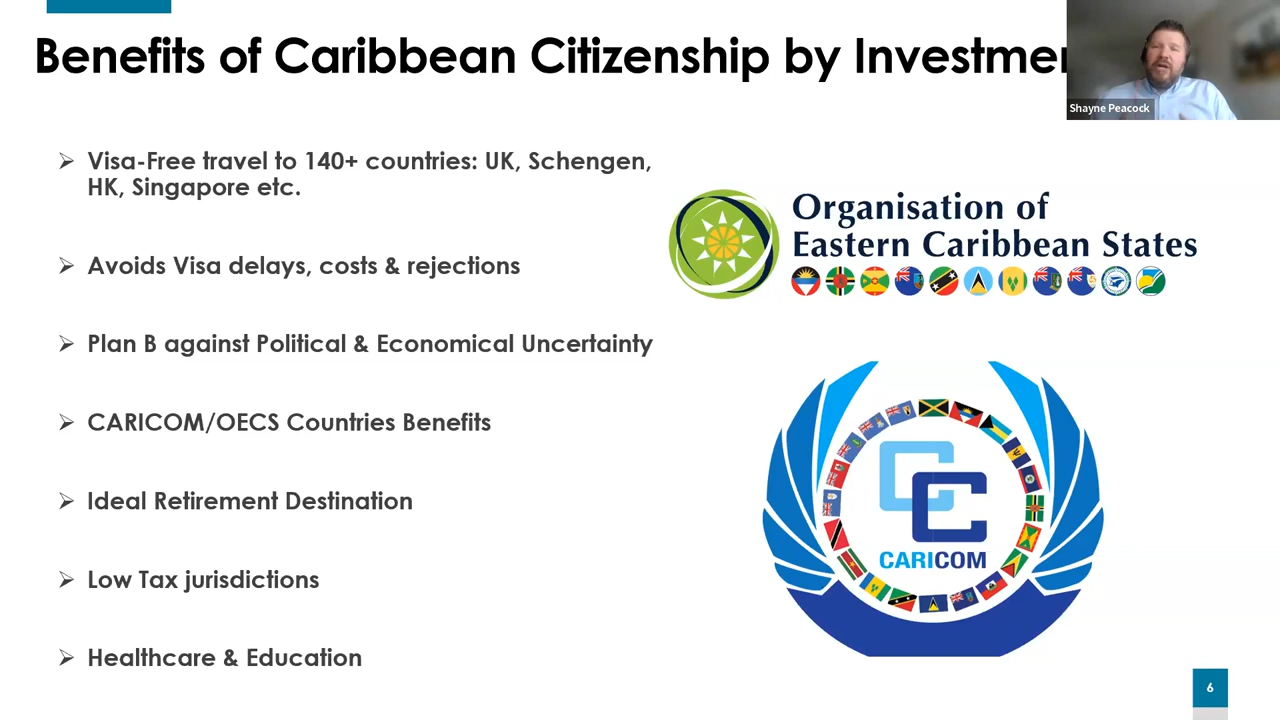 Benefits of Caribbean Citizenship by Investmen
Shayne Peacock
➢ Visa-Free travel to 140+ countries: UK, Schengen,
HK, Singapore etc.
➢ Avoids Visa delays, costs & rejections
➢ Plan B against Political & Economical Uncertainty
➢ CARICOM/OECS Countries Benefits
➢ Ideal Retirement Destination
➢ Low Tax jurisdictions
➢ Healthcare & Education
Organisation of
Eastern Caribbean States
CARICOM
6